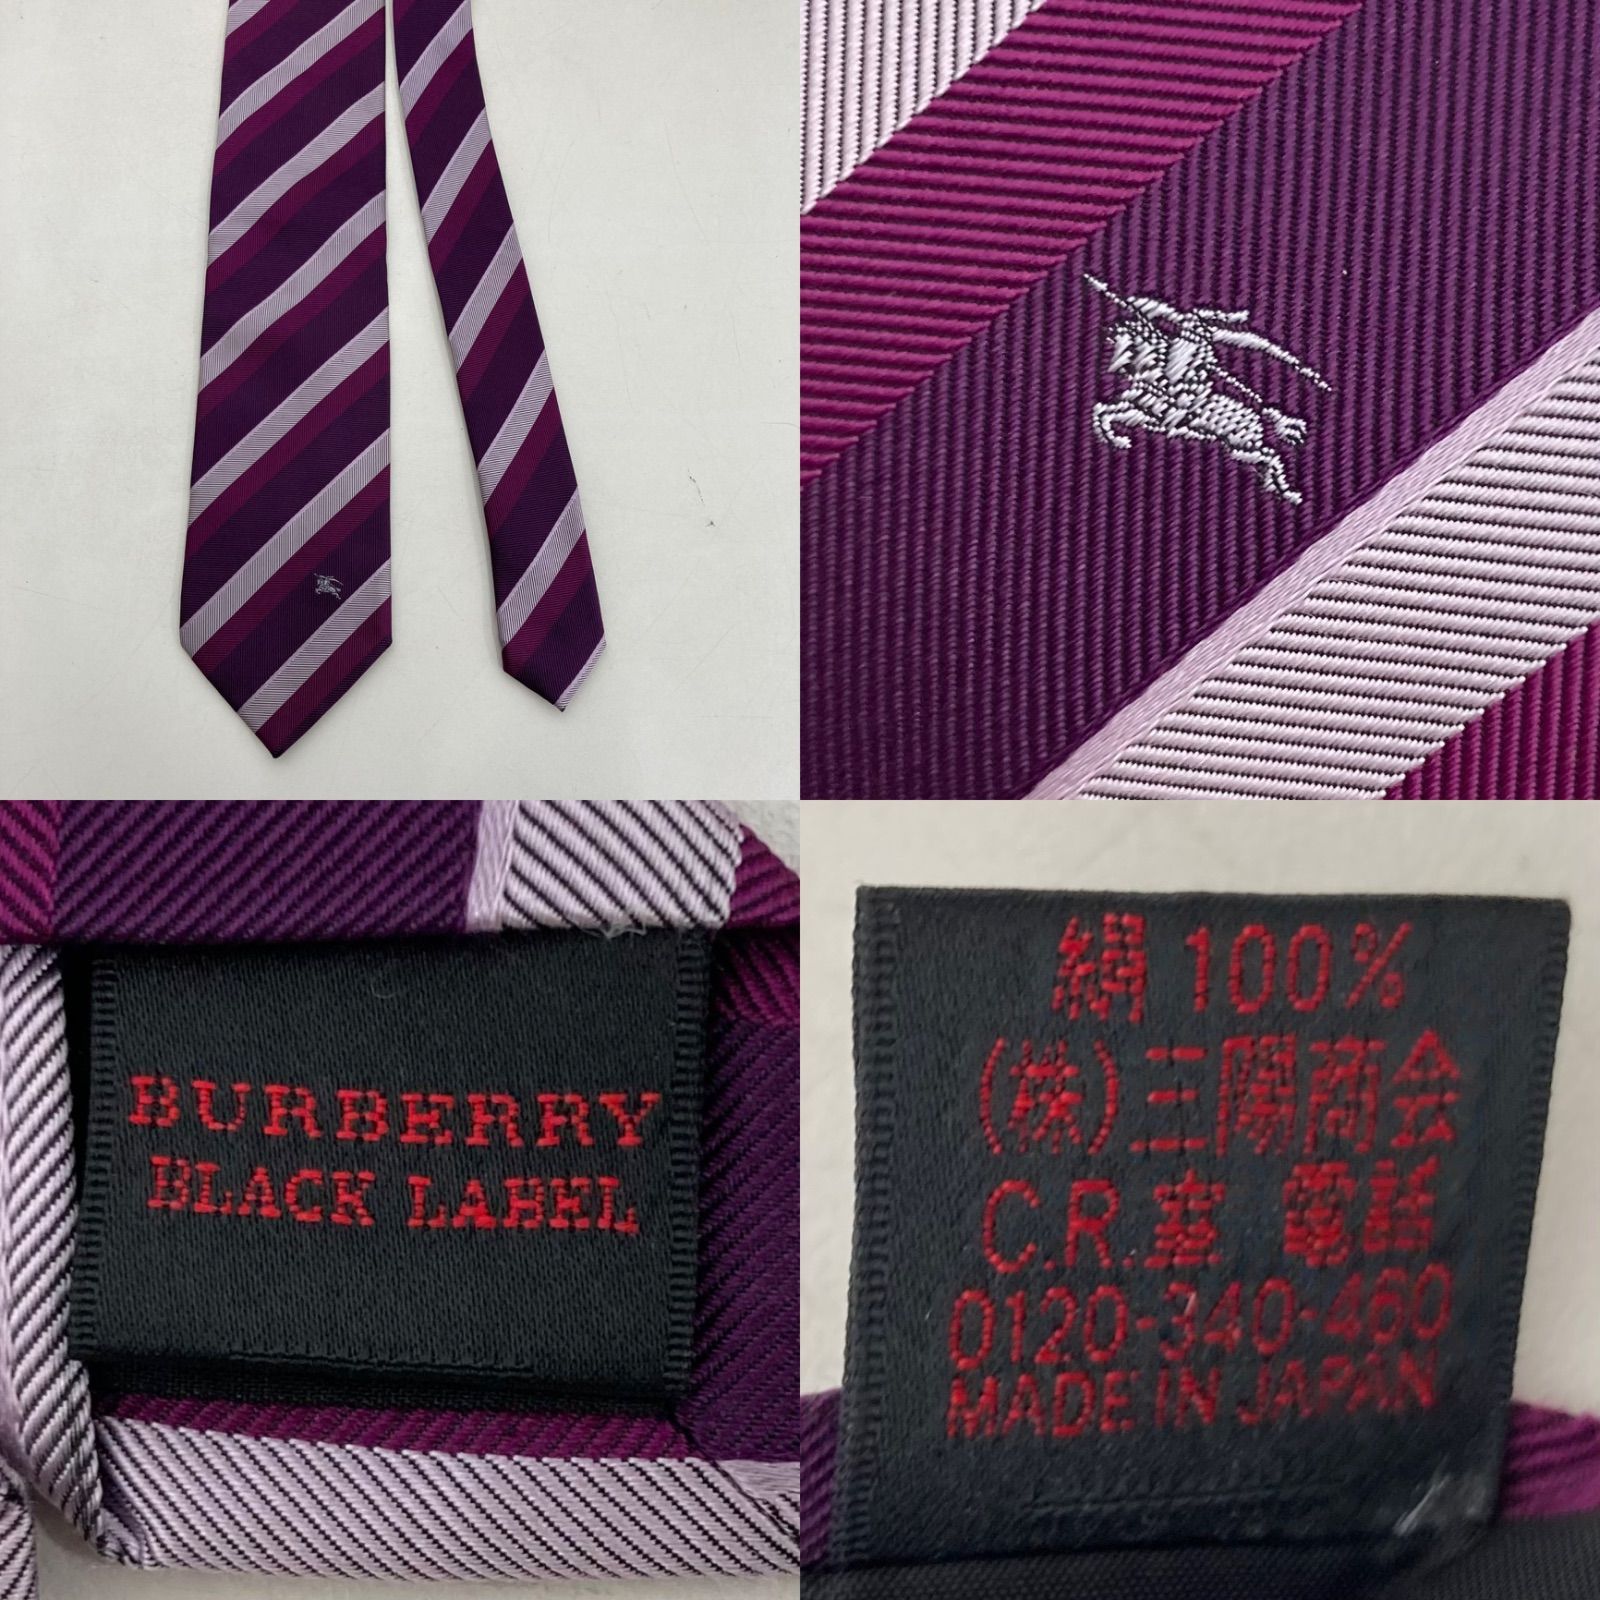 BURBERRY
BLACK LABEL
絹 100%
(株)三陽商会
C.R.室 電話
0120-340-460
MADE IN JAPAN